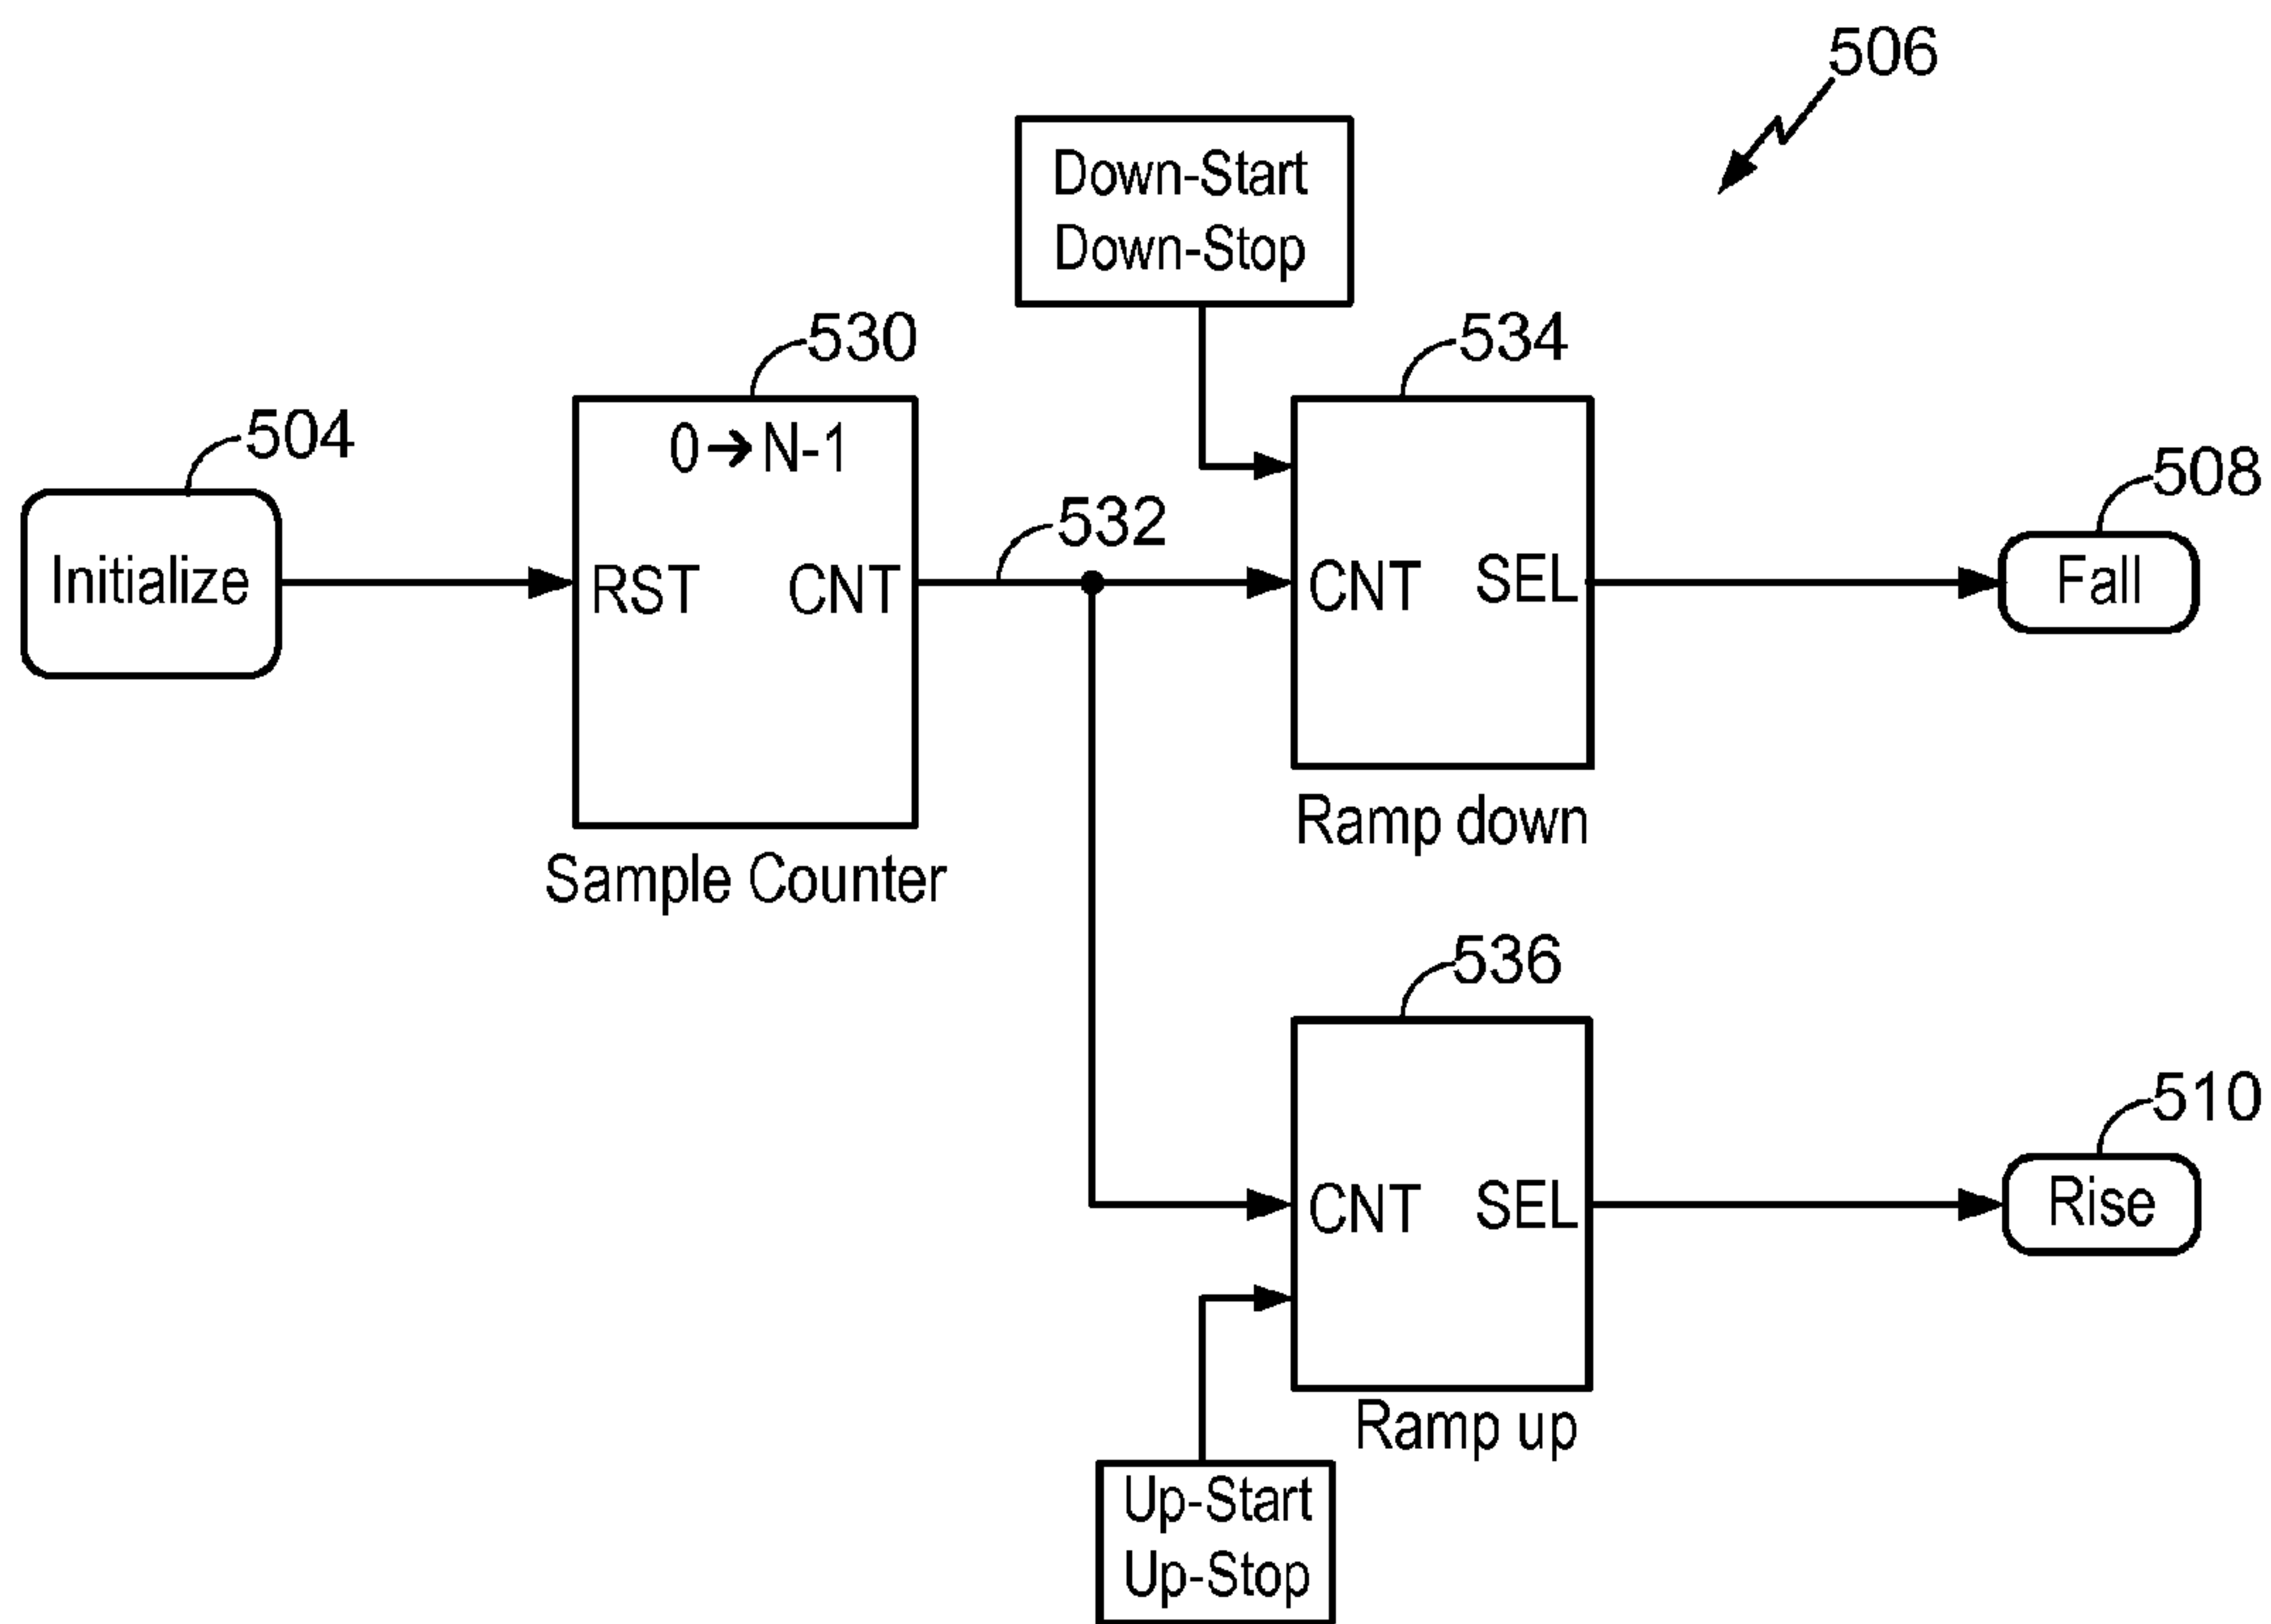 506
Down-Start
Down-Stop
530
534
504
0→N-1
508
532
Initialize
RST CNT
CNT SEL
Fall
Ramp down
Sample Counter
536
510
CNT SEL
Rise
Ramp up
Up-Start
Up-Stop